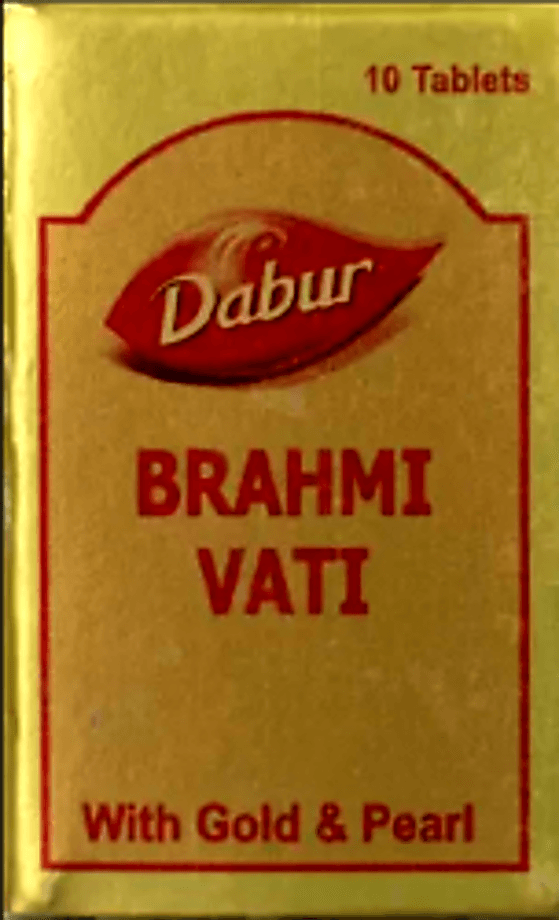 10 Tablets
Dabur
BRAHMI
VATI
With Gold & Pearl